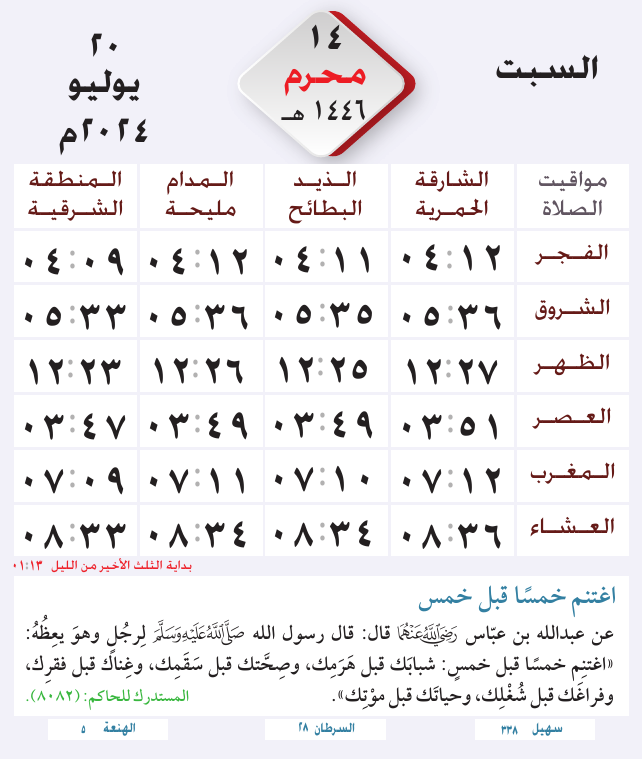 السبت
١٤
محرم
١٤٤٦ هـ
٢٠
يوليو
٢٠٢٤م
مواقيت الصلاة | الشارقة الحمرية | الذيد البطائح | المدام مليحة | المنطقة الشرقية
الفجر ٠٤:١٢ ٠٤:١١ ٠٤:١٢ ٠٤:٠٩
الشروق ٠٥:٣٦ ٠٥:٣٥ ٠٥:٣٦ ٠٥:٣٣
الظهر ١٢:٢٧ ١٢:٢٥ ١٢:٢٦ ١٢:٢٣
العصر ٠٣:٥١ ٠٣:٤٩ ٠٣:٤٩ ٠٣:٤٧
المغرب ٠٧:١٢ ٠٧:١٠ ٠٧:١١ ٠٧:٠٩
العشاء ٠٨:٣٦ ٠٨:٣٤ ٠٨:٣٤ ٠٨:٣٣
بداية الثلث الأخير من الليل ٠١:١٣
اغتنم خمسًا قبل خمس
عن عبدالله بن عبّاس رَضِيَ اللَّهُ عَنْهُمَا قال: قال رسول الله صَلَّى اللَّهُ عَلَيْهِ وَسَلَّمَ لِرجُلٍ وهوَ يعِظُهُ:
«اغتنِم خمسًا قبل خمسٍ: شبابَك قبل هَرَمِك، وصِحَّتك قبل سَقَمِك، وغِناك قبل فقرِك،
وفراغَك قبل شُغْلِك، وحياتَك قبل موْتِك». المستدرك للحاكم: (٨٠٨٢).
سهيل ٣٣٨ السرطان ٢٨ الهنعة ٥